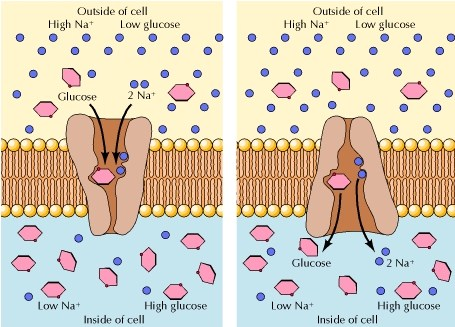 Outside of cell
High Na⁺ Low glucose
Glucose 2 Na⁺
Low Na⁺ High glucose
Inside of cell
Outside of cell
High Na⁺ Low glucose
Glucose 2 Na⁺
Low Na⁺ High glucose
Inside of cell